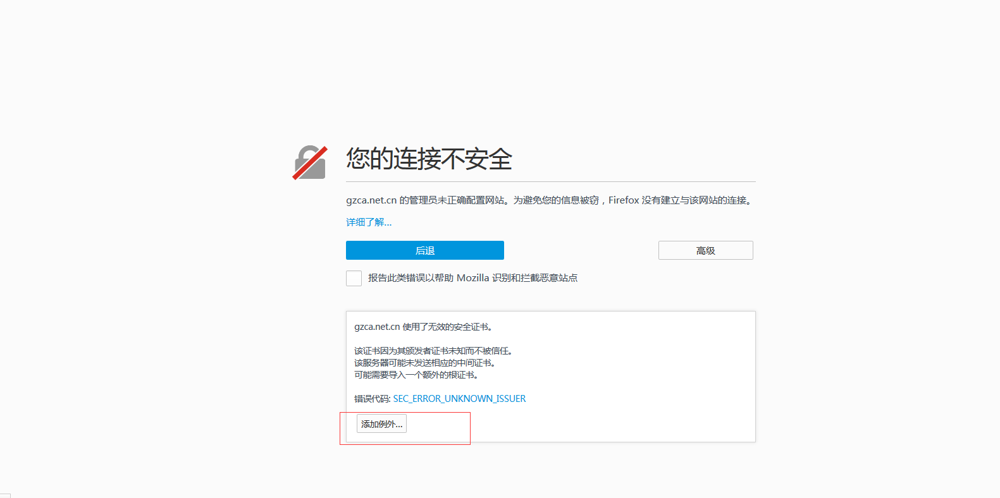 您的连接不安全
gzca.net.cn 的管理员未正确配置网站。为避免您的信息被窃，Firefox 没有建立与该网站的连接。
详细了解...
后退
高级
报告此类错误以帮助 Mozilla 识别和拦截恶意站点
gzca.net.cn 使用了无效的安全证书。
该证书因为其颁发者证书未知而不被信任。
该服务器可能未发送相应的中间证书。
可能需要导入一个额外的根证书。
错误代码: SEC_ERROR_UNKNOWN_ISSUER
添加例外...